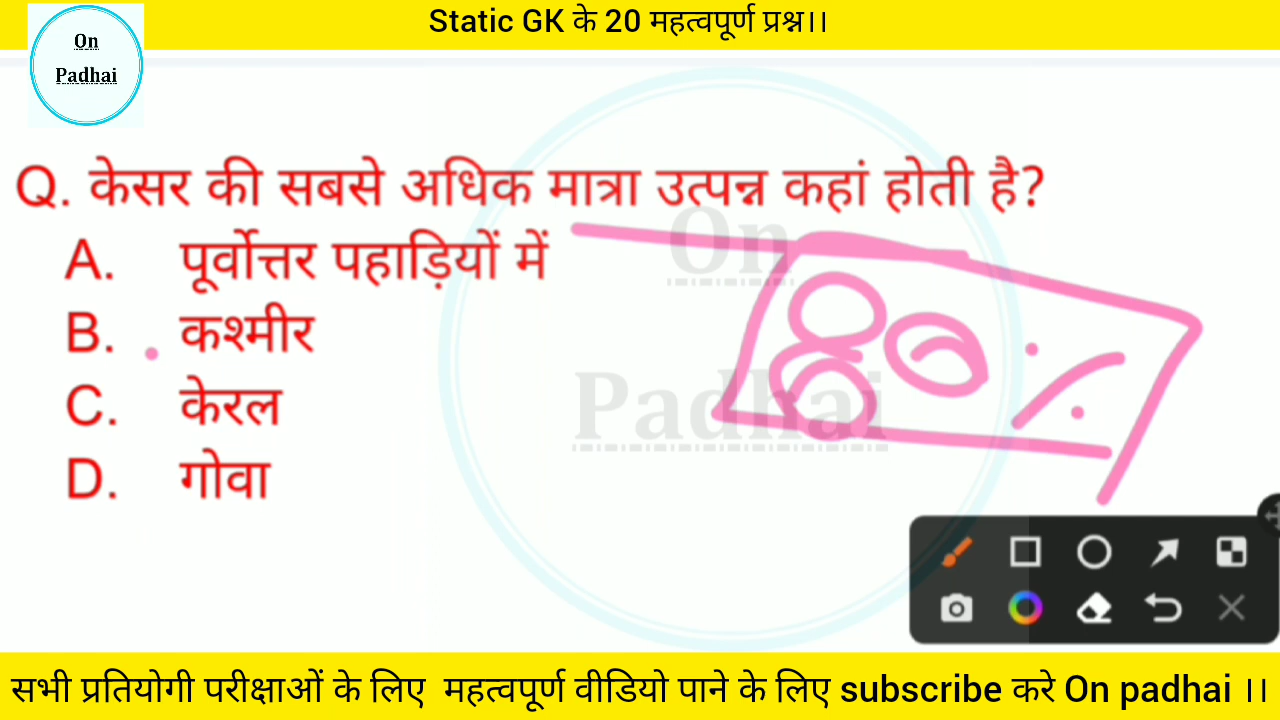 Static GK के 20 महत्वपूर्ण प्रश्न।।
On
Padhai
Q. केसर की सबसे अधिक मात्रा उत्पन्न कहां होती है?
A. पूर्वोत्तर पहाड़ियों में
B. कश्मीर
C. केरल
D. गोवा
On
Padhai
80%
सभी प्रतियोगी परीक्षाओं के लिए महत्वपूर्ण वीडियो पाने के लिए subscribe करे On padhai ।।